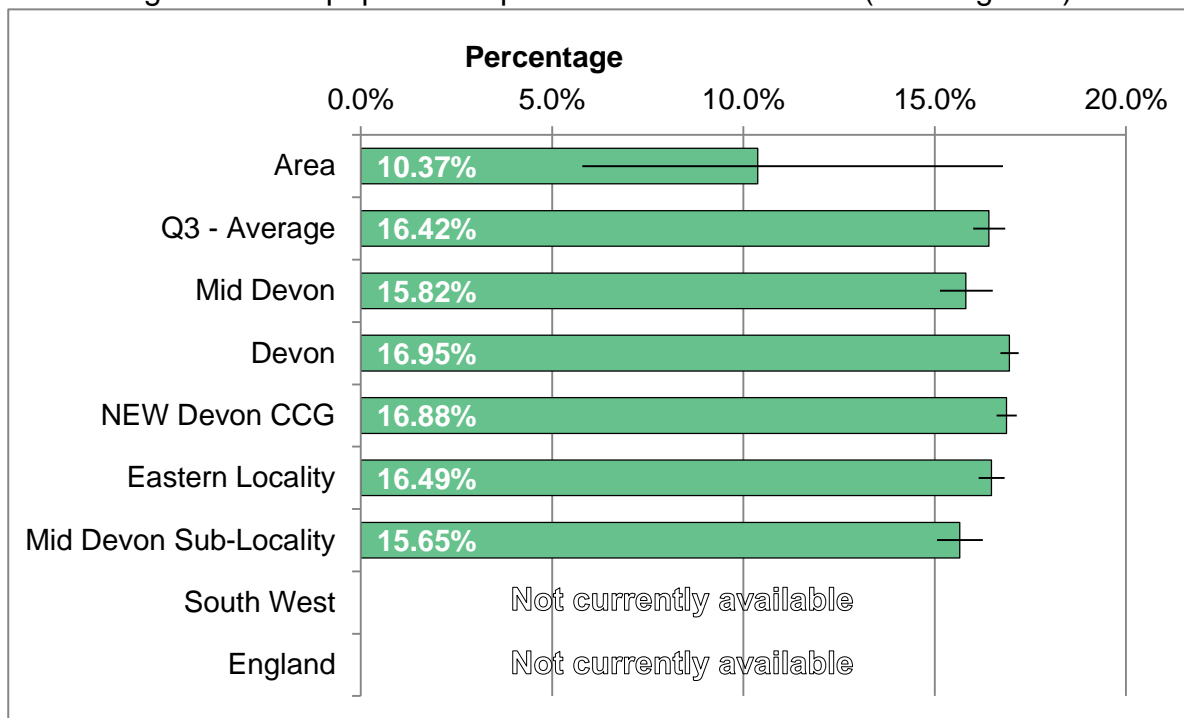 Percentage
0.0% 5.0% 10.0% 15.0% 20.0%
Area 10.37%
Q3 - Average 16.42%
Mid Devon 15.82%
Devon 16.95%
NEW Devon CCG 16.88%
Eastern Locality 16.49%
Mid Devon Sub-Locality 15.65%
South West Not currently available
England Not currently available